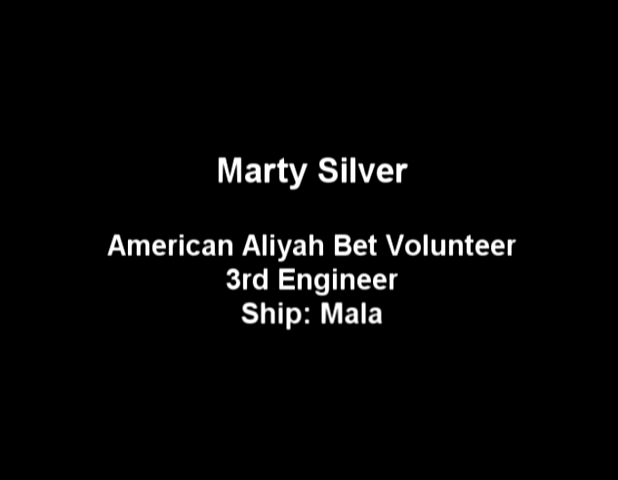 Marty Silver
American Aliyah Bet Volunteer
3rd Engineer
Ship: Mala